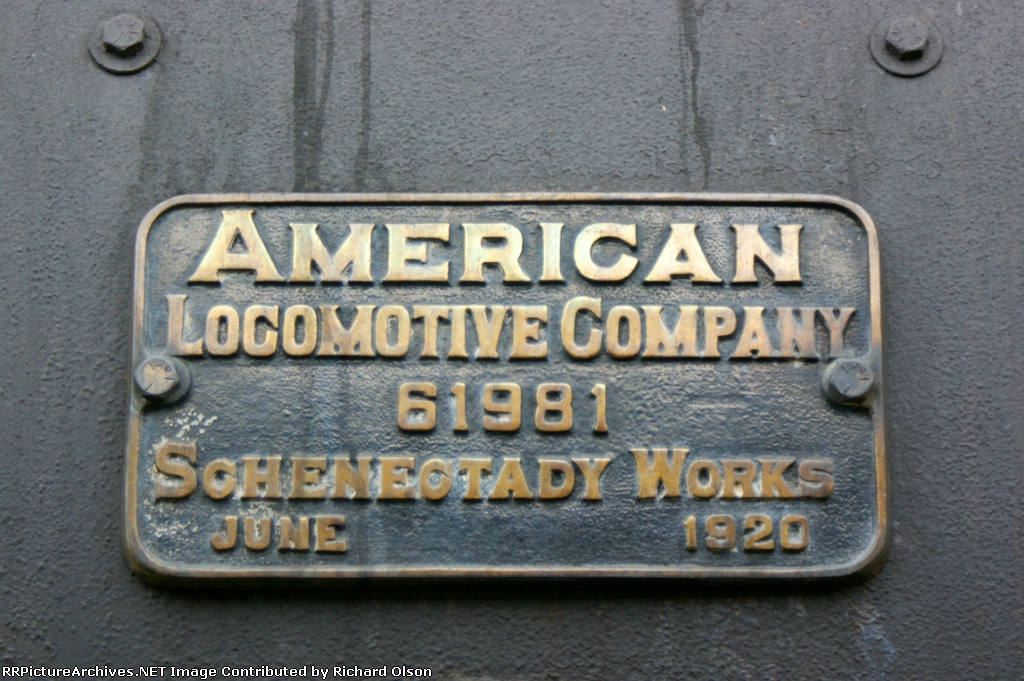 AMERICAN
LOCOMOTIVE COMPANY
61981
SCHENECTADY WORKS
JUNE 1920
RRPictureArchives.NET Image Contributed by Richard Olson